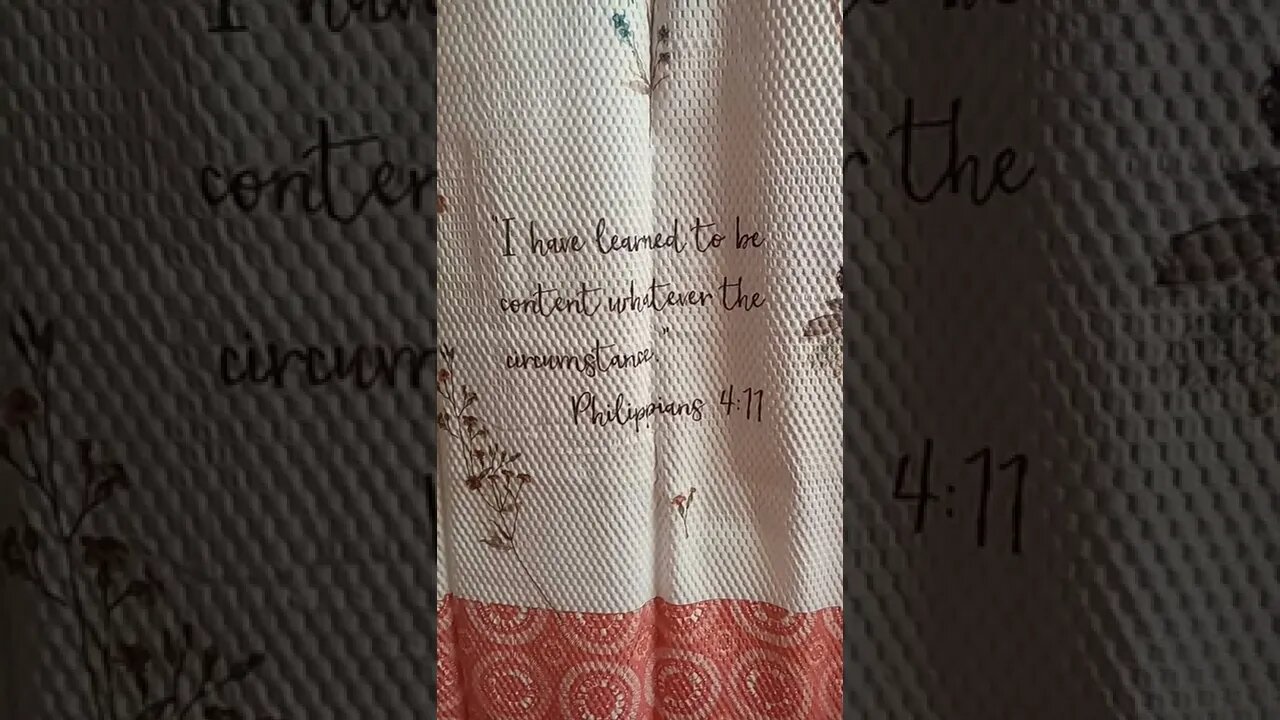 "I have learned to be
content whatever the
circumstance."
Philippians 4:11